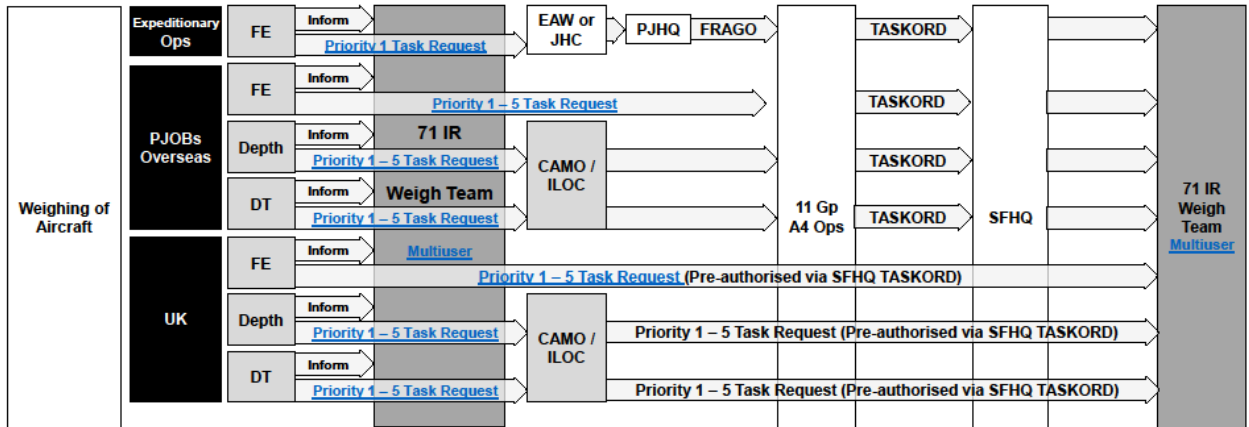 Weighing of
Aircraft
Expeditionary
Ops
FE
Inform
Priority 1 Task Request
EAW or
JHC
PJHQ
FRAGO
TASKORD
PJOBs
Overseas
FE
Inform
Priority 1 – 5 Task Request
TASKORD
Depth
Inform
Priority 1 – 5 Task Request
TASKORD
DT
Inform
Priority 1 – 5 Task Request
TASKORD
CAMO /
ILOC
71 IR
Weigh Team
Multiuser
11 Gp
A4 Ops
SFHQ
UK
FE
Inform
Priority 1 – 5 Task Request (Pre-authorised via SFHQ TASKORD)
Depth
Inform
Priority 1 – 5 Task Request
Priority 1 – 5 Task Request (Pre-authorised via SFHQ TASKORD)
DT
Inform
Priority 1 – 5 Task Request
Priority 1 – 5 Task Request (Pre-authorised via SFHQ TASKORD)
CAMO /
ILOC
71 IR
Weigh
Team
Multiuser